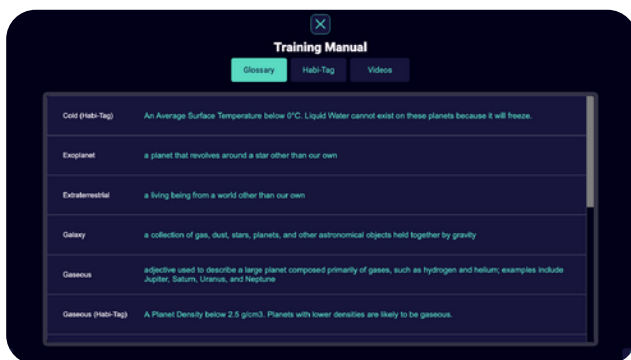 Training Manual
Glossary Habi-Tag Videos
Cold (Habi-Tag) An Average Surface Temperature below 0°C. Liquid Water cannot exist on these planets because it will freeze.
Exoplanet a planet that revolves around a star other than our own
Extraterrestrial a living being from a world other than our own
Galaxy a collection of gas, dust, stars, planets, and other astronomical objects held together by gravity
Gaseous adjective used to describe a large planet composed primarily of gases, such as hydrogen and helium; examples include
Jupiter, Saturn, Uranus, and Neptune
Gaseous (Habi-Tag) A Planet Density below 2.5 g/cm3. Planets with lower densities are likely to be gaseous.